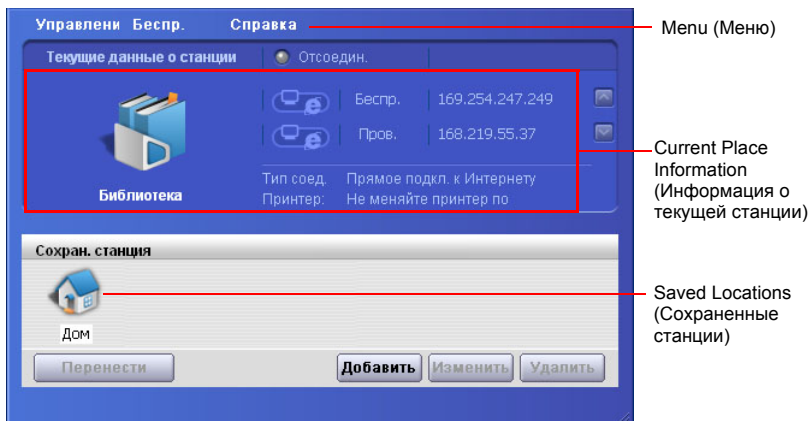 Управлени Беспр. Справка
Menu (Меню)
Текущие данные о станции Отсоедин.
Беспр. 169.254.247.249
Пров. 168.219.55.37
Current Place
Information
(Информация о
текущей станции)
Тип соед. Прямое подкл. к Интернету
Библиотека
Принтер: Не меняйте принтер по
Сохран. станция
Дом
Saved Locations
(Сохраненные
станции)
Перенести Добавить Изменить Удалить